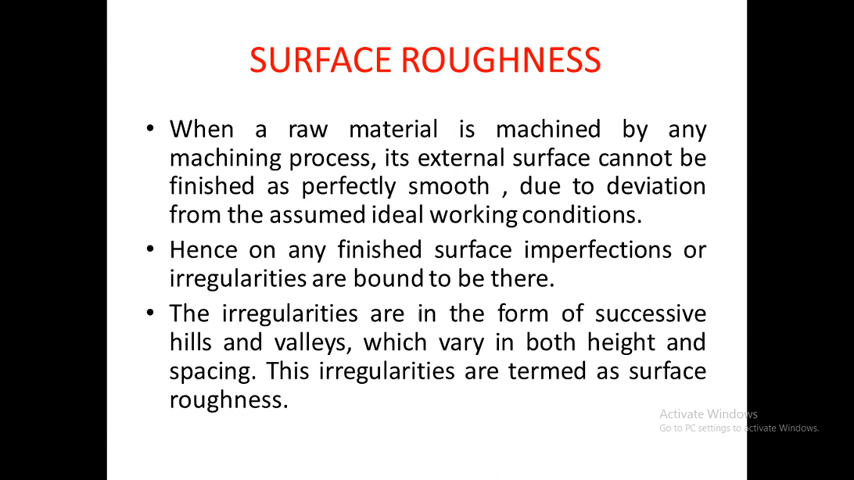 SURFACE ROUGHNESS
• When a raw material is machined by any
machining process, its external surface cannot be
finished as perfectly smooth , due to deviation
from the assumed ideal working conditions.
• Hence on any finished surface imperfections or
irregularities are bound to be there.
• The irregularities are in the form of successive
hills and valleys, which vary in both height and
spacing. This irregularities are termed as surface
roughness.
Activate Windows
Go to PC settings to activate Windows.